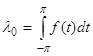 λ₀ = ∫_{-π}^{π} f(t)dt